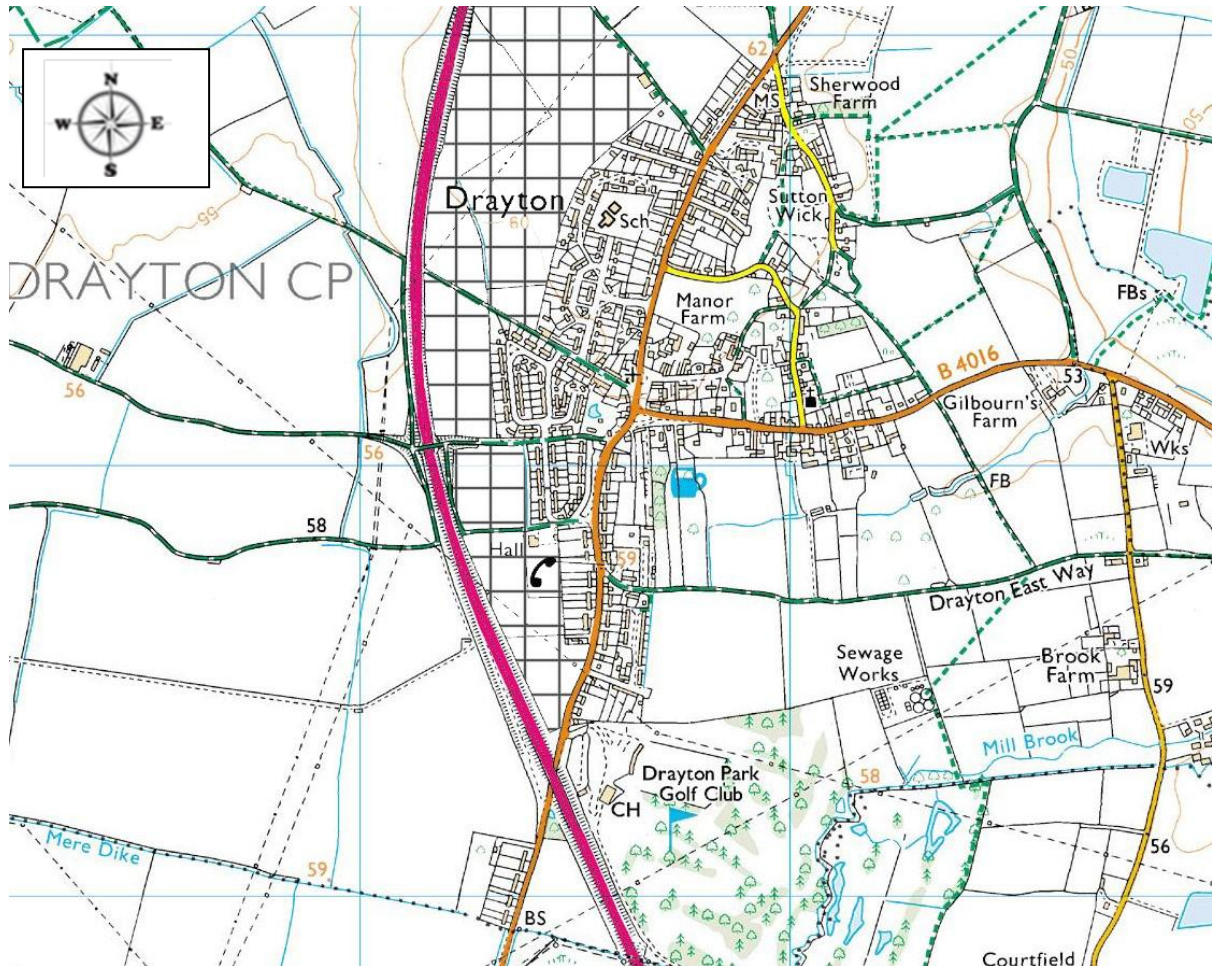 N
W
E
S
62
Sherwood
Farm
MS
50
50
55
Drayton
60
Sch
Sutton
Wick
DRAYTON CP
FBs
Manor
Farm
B 4016
56
53
Gilbourn's
Farm
56
Wks
FB
58
Hall
59
Drayton East Way
Sewage
Works
Brook
Farm
59
Mill Brook
Drayton Park
Golf Club
58
CH
Mere Dike
59
56
BS
Courtfield